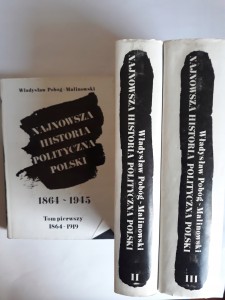 Władysław Pobóg-Malinowski
NAJNOWSZA
HISTORIA
POLITYCZNA
POLSKI
1864-1945
Tom pierwszy
1864-1919
Władysław Pobóg-Malinowski
NAJNOWSZA HISTORIA POLITYCZNA POLSKI
II
Władysław Pobóg-Malinowski
NAJNOWSZA HISTORIA POLITYCZNA POLSKI
III